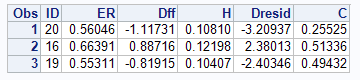 Obs ID ER Dff H Dresid C
1 20 0.56046 -1.11731 0.10810 -3.20937 0.25525
2 16 0.66391 0.88716 0.12198 2.38013 0.51336
3 19 0.55311 -0.81915 0.10407 -2.40346 0.49432